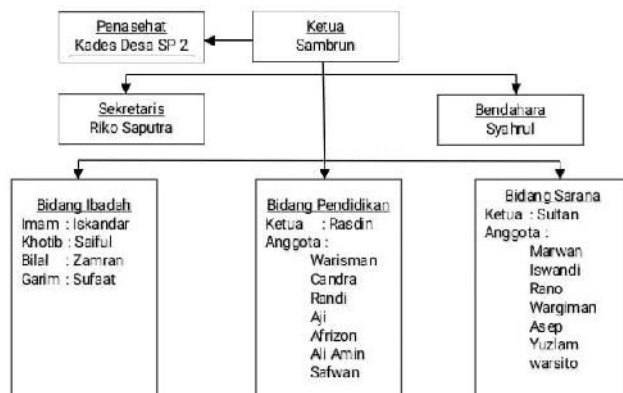 Penasehat
Kades Desa SP 2
Ketua
Sambrun
Sekretaris
Riko Saputra
Bendahara
Syahrul
Bidang Ibadah
Imam : Iskandar
Khotib : Saiful
Bilal : Zamran
Garim : Sufaat
Bidang Pendidikan
Ketua : Rasdin
Anggota :
Warisman
Candra
Randi
Aji
Afrizon
Ali Amin
Safwan
Bidang Sarana
Ketua : Sultan
Anggota :
Marwan
Iswandi
Rano
Wargiman
Asep
Yuzlam
warsito